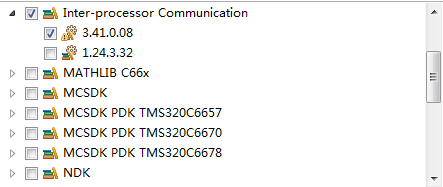 Inter-processor Communication
3.41.0.08
1.24.3.32
MATHLIB C66x
MCSDK
MCSDK PDK TMS320C6657
MCSDK PDK TMS320C6670
MCSDK PDK TMS320C6678
NDK